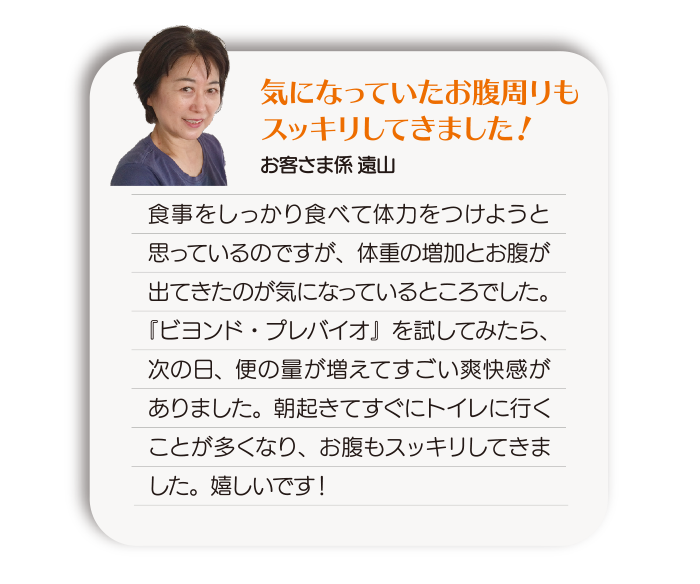 気になっていたお腹周りも
スッキリしてきました！
お客さま係 遠山
食事をしっかり食べて体力をつけようと
思っているのですが、体重の増加とお腹が
出てきたのが気になっているところでした。
『ビヨンド・プレバイオ』を試してみたら、
次の日、便の量が増えてすごい爽快感が
ありました。朝起きてすぐにトイレに行く
ことが多くなり、お腹もスッキリしてきま
した。嬉しいです！